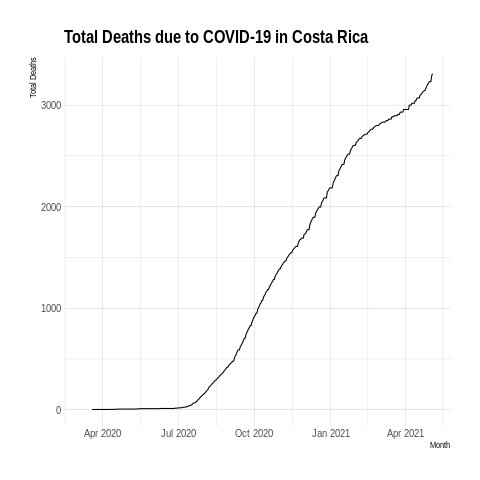 Total Deaths due to COVID-19 in Costa Rica
Total Deaths
3000
2000
1000
0
Apr 2020
Jul 2020
Oct 2020
Jan 2021
Apr 2021
Month